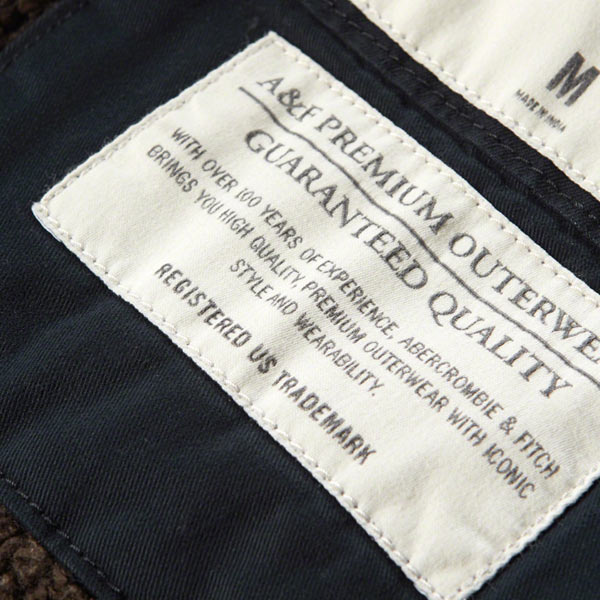 M
MADE IN INDIA
A&F PREMIUM OUTERWE
GUARANTEED QUALITY
WITH OVER 100 YEARS OF EXPERIENCE, ABERCROMBIE & FITCH
BRINGS YOU HIGH QUALITY, PREMIUM OUTERWEAR WITH ICONIC
STYLE AND WEARABILITY.
REGISTERED US TRADEMARK